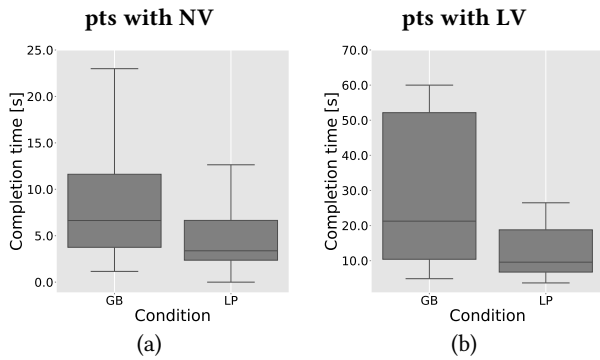 pts with NV
25.0
20.0
15.0
10.0
5.0
0.0
Completion time [s]
GB LP
Condition
(a)
pts with LV
70.0
60.0
50.0
40.0
30.0
20.0
10.0
Completion time [s]
GB LP
Condition
(b)